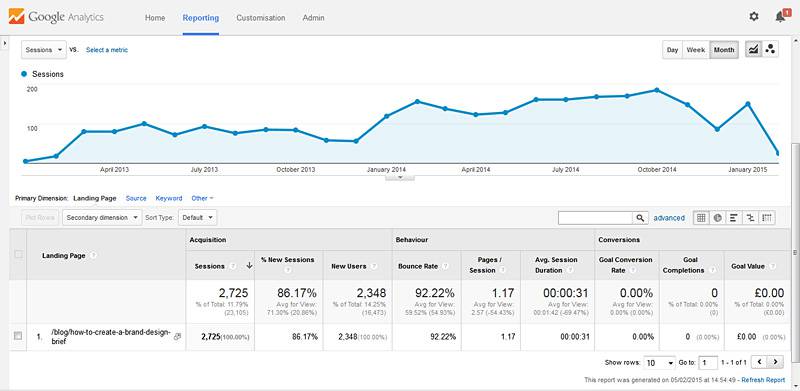 Google Analytics Home Reporting Customisation Admin 1
Sessions vs. Select a metric Day Week Month
Sessions
200
100
April 2013 July 2013 October 2013 January 2014 April 2014 July 2014 October 2014 January 2015
Primary Dimension: Landing Page Source Keyword Other
Plot Rows Secondary dimension Sort Type: Default advanced
Landing Page ? Acquisition Behaviour Conversions
Sessions ? % New Sessions ? New Users ? Bounce Rate ? Pages / Session ? Avg. Session Duration ? Goal Conversion Rate ? Goal Completions ? Goal Value ?
2,725 86.17% 2,348 92.22% 1.17 00:00:31 0.00% 0 £0.00
% of Total: 11.79% (23,105) Avg for View: 71.30% (20.86%) % of Total: 14.25% (16,473) Avg for View: 59.52% (54.93%) Avg for View: 2.57 (-54.43%) Avg for View: 00:01:42 (-69.47%) Avg for View: 0.00% (0.00%) % of Total: 0.00% (0) % of Total: 0.00% (£0.00)
1. /blog/how-to-create-a-brand-design-brief 2,725 (100.00%) 86.17% 2,348 (100.00%) 92.22% 1.17 00:00:31 0.00% 0 (0.00%) £0.00 (0.00%)
Show rows: 10 Go to: 1 1 - 1 of 1
This report was generated on 05/02/2015 at 14:54:49 - Refresh Report